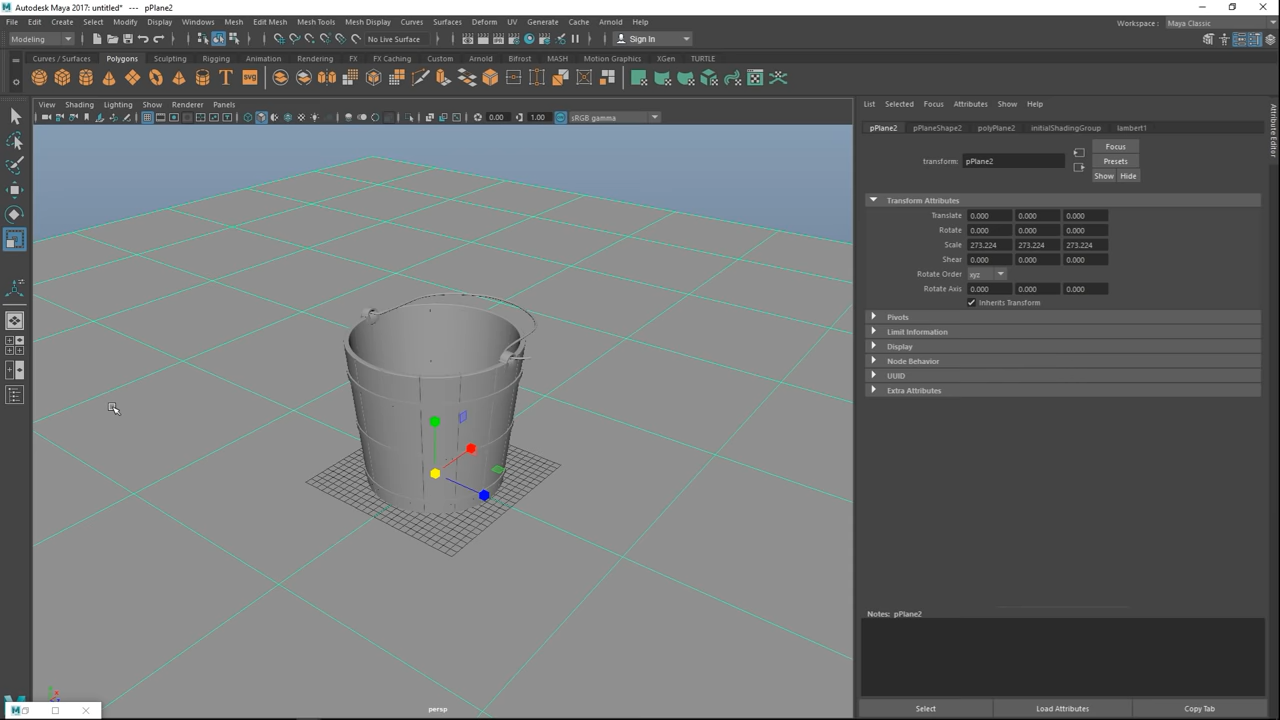 Autodesk Maya 2017: untitled* --- pPlane2
File Edit Create Select Modify Display Windows Mesh Edit Mesh Mesh Tools Mesh Display Curves Surfaces Deform UV Generate Cache Arnold Help
Workspace : Maya Classic
Modeling No Live Surface Sign In
Curves / Surfaces Polygons Sculpting Rigging Animation Rendering FX FX Caching Custom Arnold Bifrost MASH Motion Graphics XGen TURTLE
T SVG
View Shading Lighting Show Renderer Panels
0.00 1.00 sRGB gamma
List Selected Focus Attributes Show Help
pPlane2 pPlaneShape2 polyPlane2 initialShadingGroup lambert1
Attribute Editor
Focus
transform: pPlane2 Presets
Show Hide
Transform Attributes
Translate 0.000 0.000 0.000
Rotate 0.000 0.000 0.000
Scale 273.224 273.224 273.224
Shear 0.000 0.000 0.000
Rotate Order xyz
Rotate Axis 0.000 0.000 0.000
Inherits Transform
Pivots
Limit Information
Display
Node Behavior
UUID
Extra Attributes
Notes: pPlane2
persp
Select Load Attributes Copy Tab